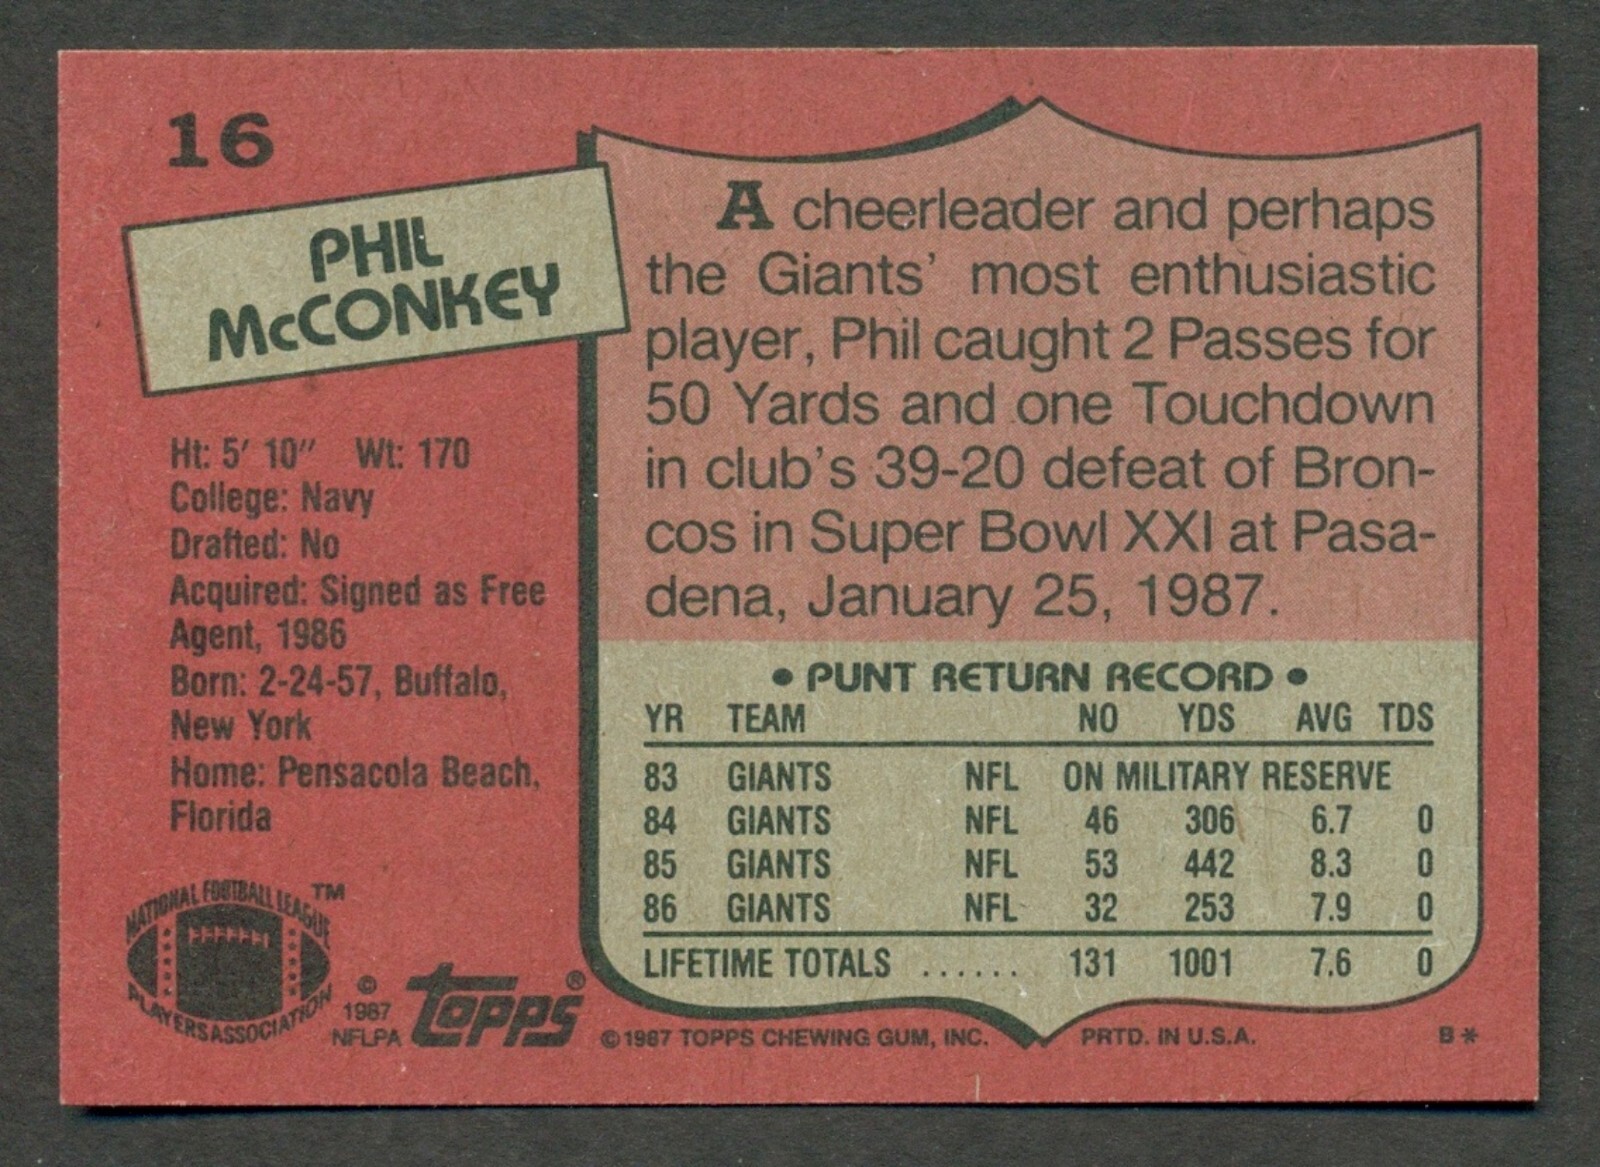 16
PHIL
McCONKEY
Ht: 5' 10" Wt: 170
College: Navy
Drafted: No
Acquired: Signed as Free
Agent, 1986
Born: 2-24-57, Buffalo,
New York
Home: Pensacola Beach,
Florida
A cheerleader and perhaps
the Giants' most enthusiastic
player, Phil caught 2 Passes for
50 Yards and one Touchdown
in club's 39-20 defeat of Bron-
cos in Super Bowl XXI at Pasa-
dena, January 25, 1987.
• PUNT RETURN RECORD •
YR TEAM NO YDS AVG TDS
83 GIANTS NFL ON MILITARY RESERVE
84 GIANTS NFL 46 306 6.7 0
85 GIANTS NFL 53 442 8.3 0
86 GIANTS NFL 32 253 7.9 0
LIFETIME TOTALS ...... 131 1001 7.6 0
NATIONAL FOOTBALL LEAGUE ™
PLAYERS ASSOCIATION
©
1987
NFLPA
Topps®
©1987 TOPPS CHEWING GUM, INC. PRTD. IN U.S.A. B*